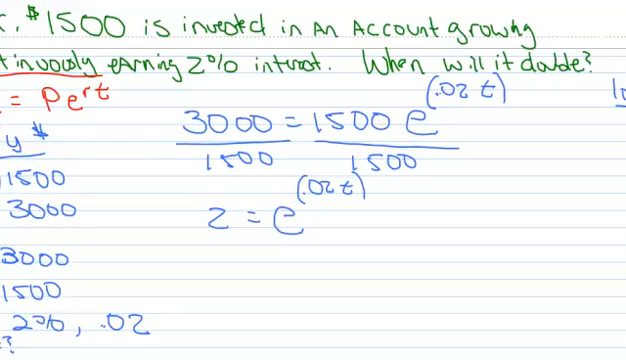 $1500 is invested in An Account growing
earning 2% interest. When will it double?
= Pe^rt
3000 = 1500 e^(.02 t)
1500 1500
y $
1500
3000
2 = e^(.02 t)
3000
1500
2%, .02
?